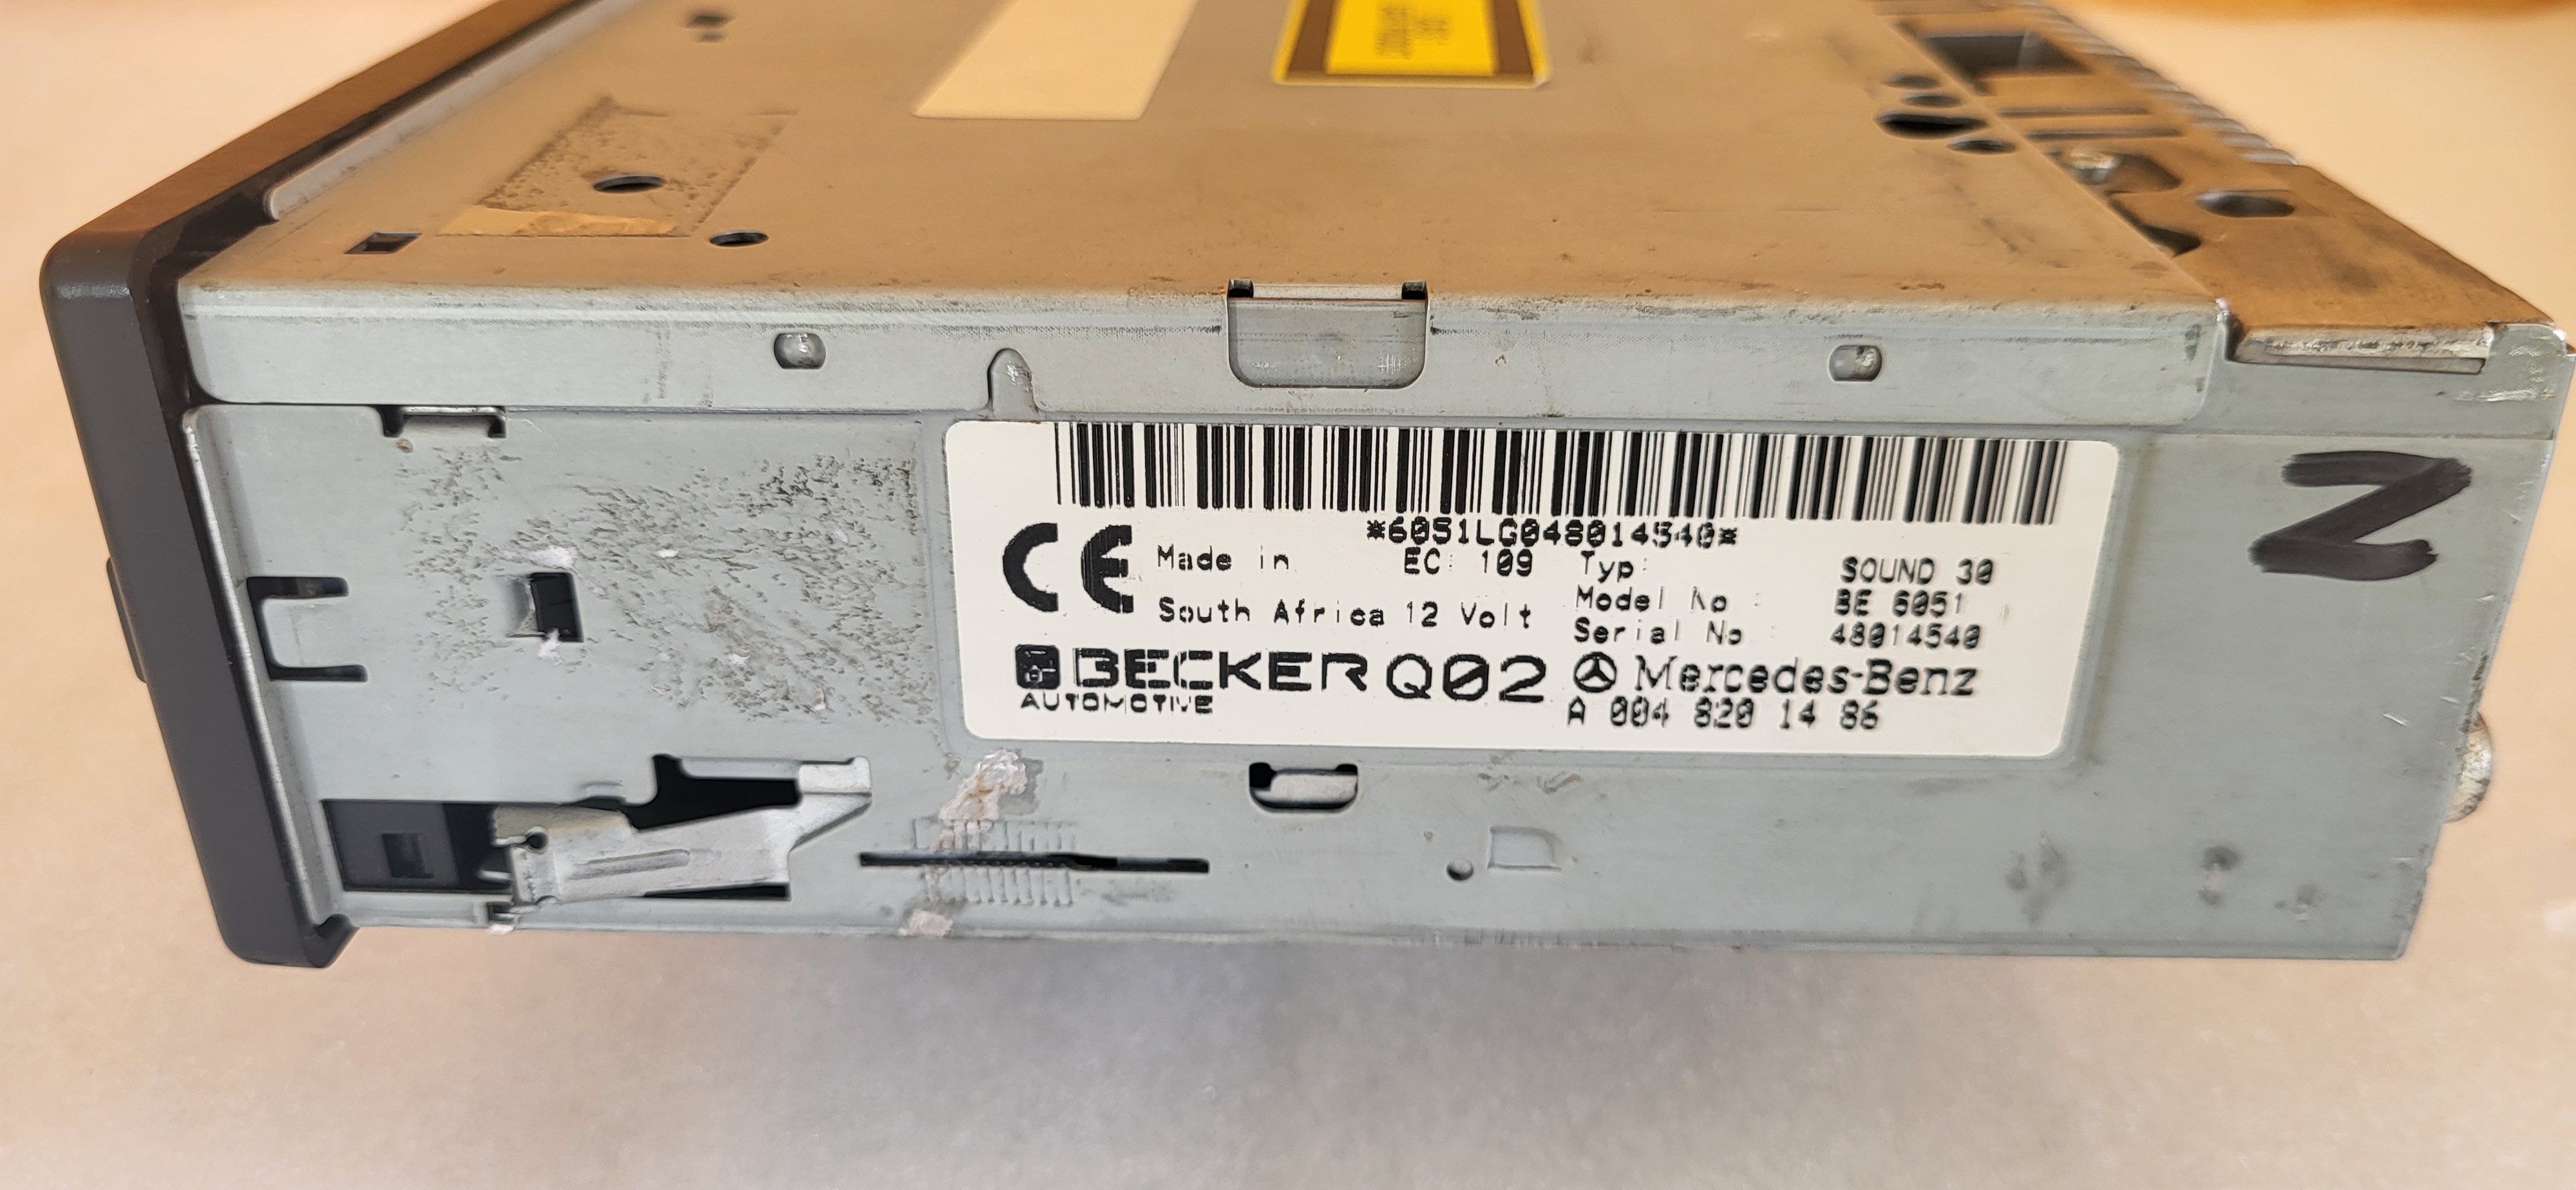 *6051LG048014540*
CE Made in EC: 109 Typ: SOUND 30
Model No : BE 6051
South Africa 12 Volt Serial No : 48014540
BECKER Q02 Mercedes-Benz
AUTOMOTIVE A 004 820 14 86
N